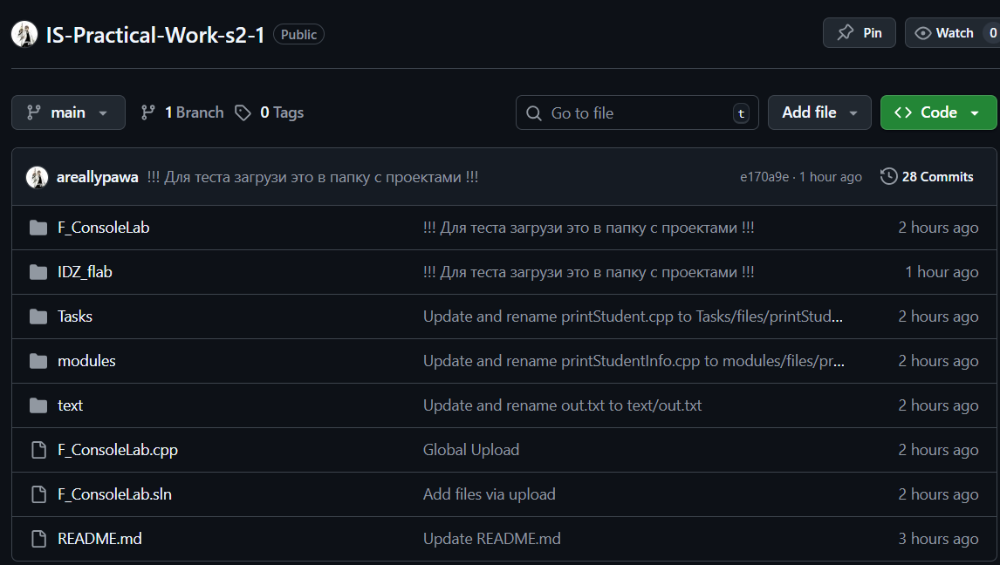 IS-Practical-Work-s2-1 Public Pin Watch 0
main 1 Branch 0 Tags Go to file t Add file Code
areallypawa !!! Для теста загрузи это в папку с проектами !!! e170a9e · 1 hour ago 28 Commits
F_ConsoleLab !!! Для теста загрузи это в папку с проектами !!! 2 hours ago
IDZ_flab !!! Для теста загрузи это в папку с проектами !!! 1 hour ago
Tasks Update and rename printStudent.cpp to Tasks/files/printStud... 2 hours ago
modules Update and rename printStudentInfo.cpp to modules/files/pr... 2 hours ago
text Update and rename out.txt to text/out.txt 2 hours ago
F_ConsoleLab.cpp Global Upload 2 hours ago
F_ConsoleLab.sln Add files via upload 2 hours ago
README.md Update README.md 3 hours ago